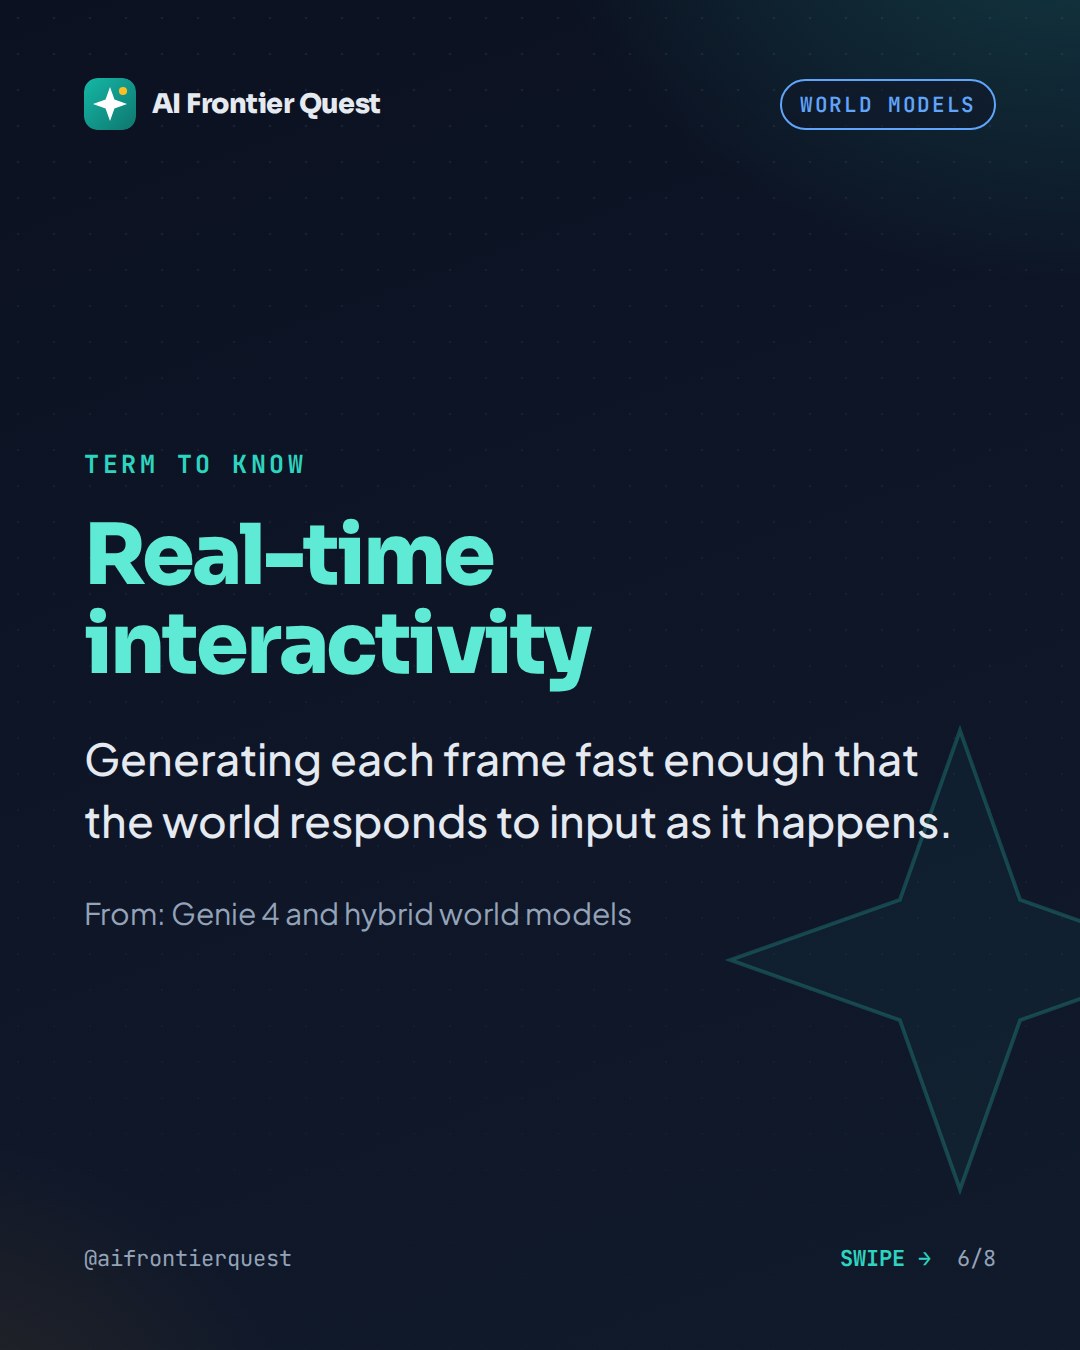 AI Frontier Quest
WORLD MODELS
TERM TO KNOW
Real-time
interactivity
Generating each frame fast enough that
the world responds to input as it happens.
From: Genie 4 and hybrid world models
@aifrontierquest
SWIPE → 6/8